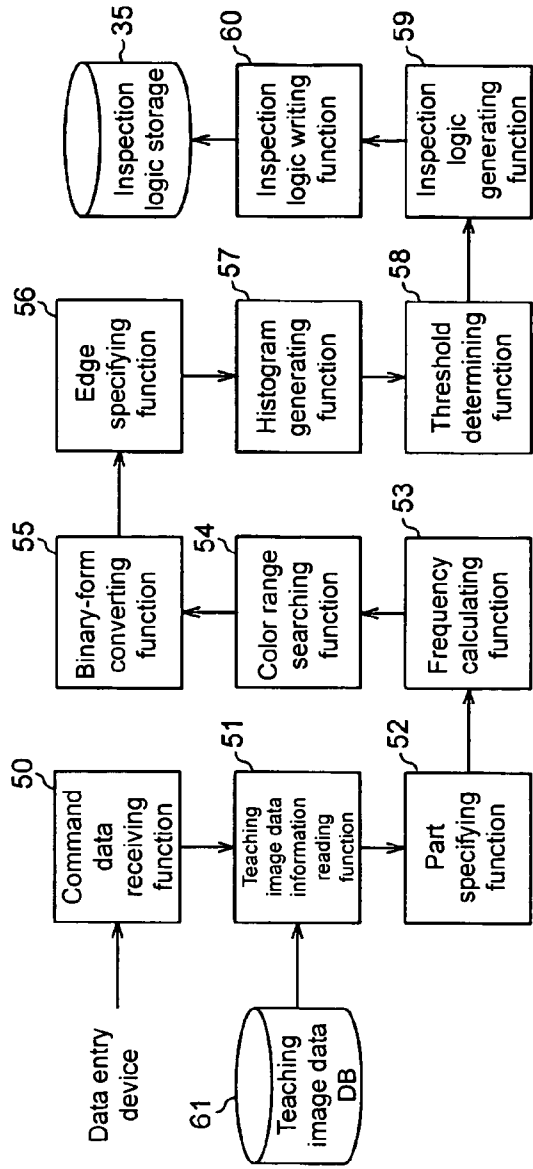 Data entry
device
50
Command
data
receiving
function
61
Teaching
image data
DB
51
Teaching
image data
information
reading
function
52
Part
specifying
function
53
Frequency
calculating
function
54
Color range
searching
function
55
Binary-form
converting
function
56
Edge
specifying
function
57
Histogram
generating
function
58
Threshold
determining
function
59
Inspection
logic
generating
function
60
Inspection
logic writing
function
35
Inspection
logic storage